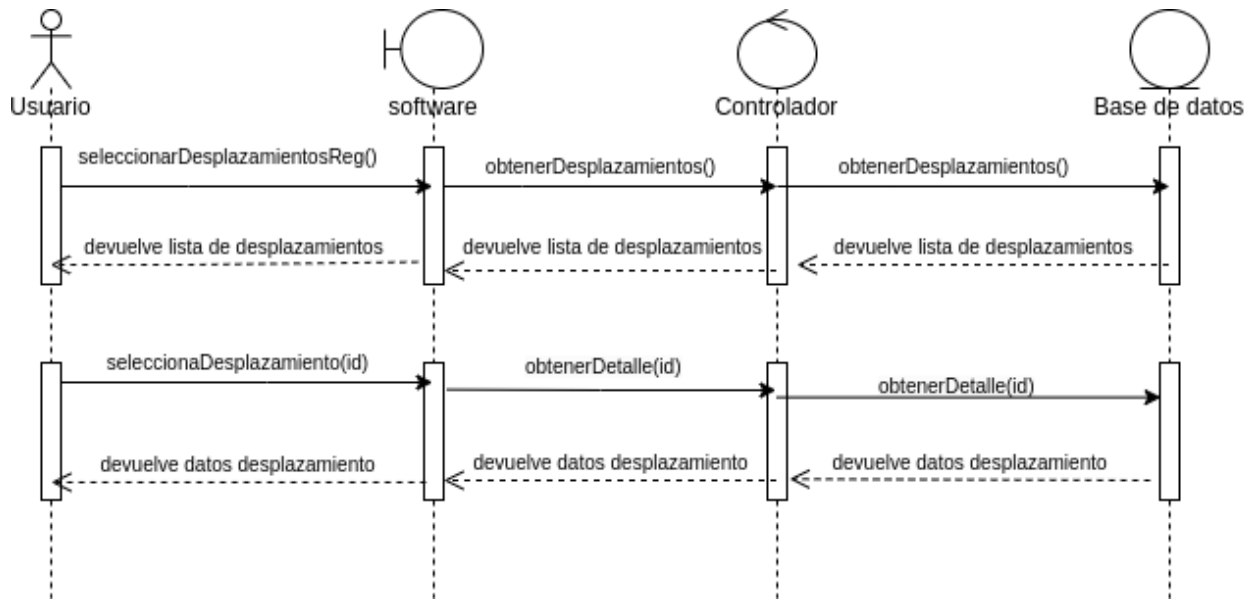 Usuario
software
Controlador
Base de datos
seleccionarDesplazamientosReg()
obtenerDesplazamientos()
obtenerDesplazamientos()
devuelve lista de desplazamientos
devuelve lista de desplazamientos
devuelve lista de desplazamientos
seleccionaDesplazamiento(id)
obtenerDetalle(id)
obtenerDetalle(id)
devuelve datos desplazamiento
devuelve datos desplazamiento
devuelve datos desplazamiento